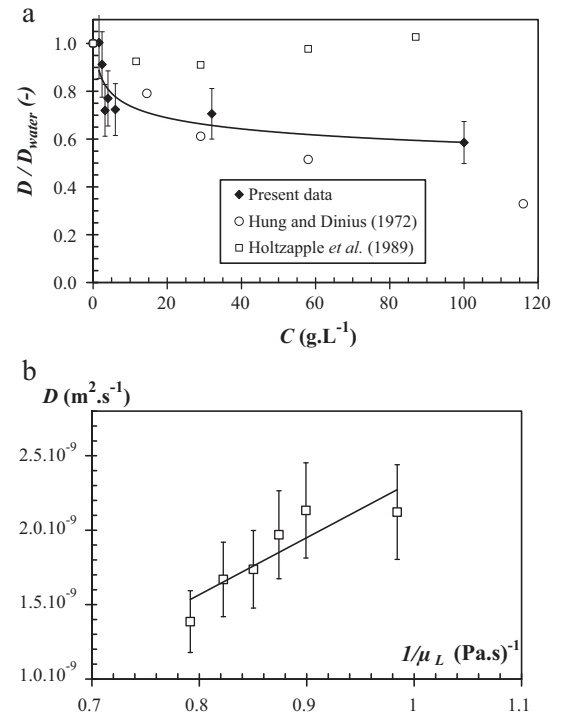 a
1.0
0.8
0.6
0.4
0.2
0.0
D / D_water (-)
◆ Present data
○ Hung and Dinius (1972)
□ Holtzapple et al. (1989)
0 20 40 60 80 100 120
C (g.L⁻¹)
b
D (m².s⁻¹)
2.5.10⁻⁹
2.0.10⁻⁹
1.5.10⁻⁹
1.0.10⁻⁹
1/μ_L (Pa.s)⁻¹
0.7 0.8 0.9 1 1.1